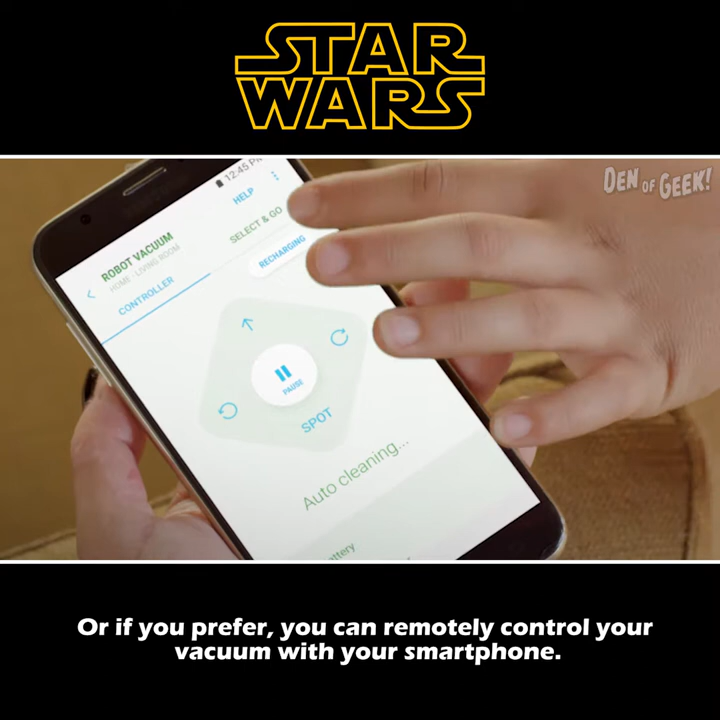 STAR
WARS
DEN OF GEEK!
12:45 PM
HELP
ROBOT VACUUM
HOME - LIVING ROOM
SELECT & GO
CONTROLLER
RECHARGING
PAUSE
SPOT
Auto cleaning...
Or if you prefer, you can remotely control your
vacuum with your smartphone.